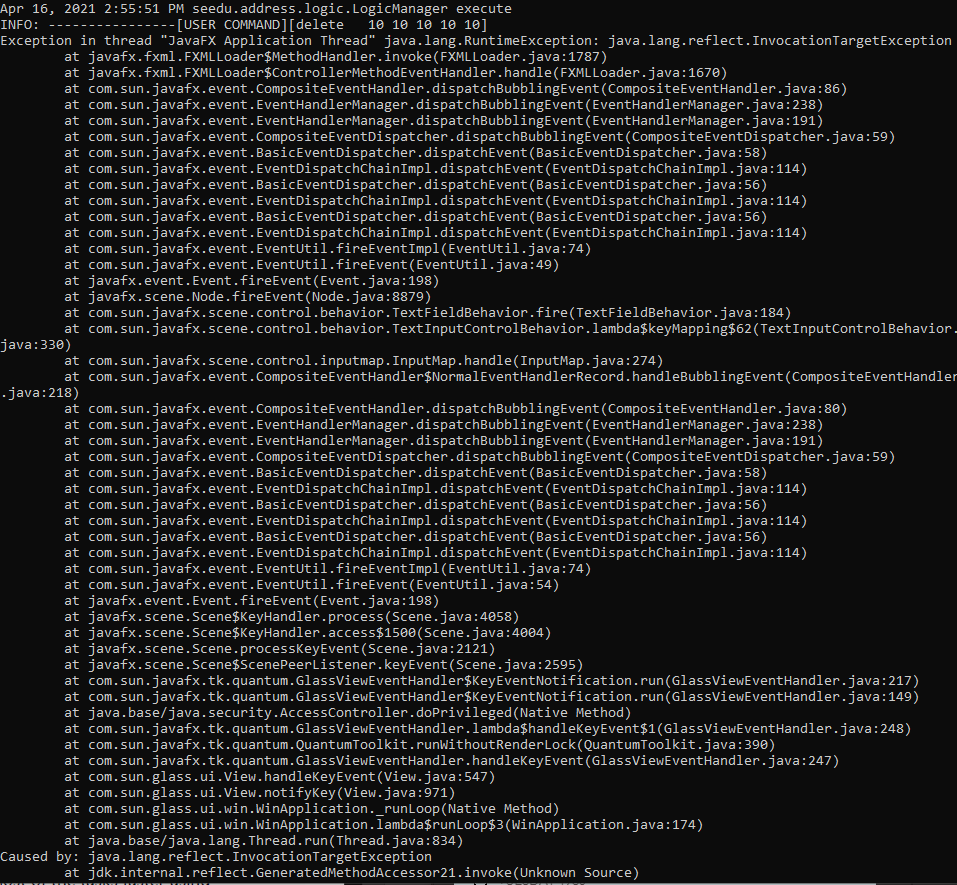 Apr 16, 2021 2:55:51 PM seedu.address.logic.LogicManager execute
INFO: ----------------[USER COMMAND][delete   10 10 10 10 10]
Exception in thread "JavaFX Application Thread" java.lang.RuntimeException: java.lang.reflect.InvocationTargetException
        at javafx.fxml.FXMLLoader$MethodHandler.invoke(FXMLLoader.java:1787)
        at javafx.fxml.FXMLLoader$ControllerMethodEventHandler.handle(FXMLLoader.java:1670)
        at com.sun.javafx.event.CompositeEventHandler.dispatchBubblingEvent(CompositeEventHandler.java:86)
        at com.sun.javafx.event.EventHandlerManager.dispatchBubblingEvent(EventHandlerManager.java:238)
        at com.sun.javafx.event.EventHandlerManager.dispatchBubblingEvent(EventHandlerManager.java:191)
        at com.sun.javafx.event.CompositeEventDispatcher.dispatchBubblingEvent(CompositeEventDispatcher.java:59)
        at com.sun.javafx.event.BasicEventDispatcher.dispatchEvent(BasicEventDispatcher.java:58)
        at com.sun.javafx.event.EventDispatchChainImpl.dispatchEvent(EventDispatchChainImpl.java:114)
        at com.sun.javafx.event.BasicEventDispatcher.dispatchEvent(BasicEventDispatcher.java:56)
        at com.sun.javafx.event.EventDispatchChainImpl.dispatchEvent(EventDispatchChainImpl.java:114)
        at com.sun.javafx.event.BasicEventDispatcher.dispatchEvent(BasicEventDispatcher.java:56)
        at com.sun.javafx.event.EventDispatchChainImpl.dispatchEvent(EventDispatchChainImpl.java:114)
        at com.sun.javafx.event.EventUtil.fireEventImpl(EventUtil.java:74)
        at com.sun.javafx.event.EventUtil.fireEvent(EventUtil.java:49)
        at javafx.event.Event.fireEvent(Event.java:198)
        at javafx.scene.Node.fireEvent(Node.java:8879)
        at com.sun.javafx.scene.control.behavior.TextFieldBehavior.fire(TextFieldBehavior.java:184)
        at com.sun.javafx.scene.control.behavior.TextInputControlBehavior.lambda$keyMapping$62(TextInputControlBehavior.
java:330)
        at com.sun.javafx.scene.control.inputmap.InputMap.handle(InputMap.java:274)
        at com.sun.javafx.event.CompositeEventHandler$NormalEventHandlerRecord.handleBubblingEvent(CompositeEventHandler
.java:218)
        at com.sun.javafx.event.CompositeEventHandler.dispatchBubblingEvent(CompositeEventHandler.java:80)
        at com.sun.javafx.event.EventHandlerManager.dispatchBubblingEvent(EventHandlerManager.java:238)
        at com.sun.javafx.event.EventHandlerManager.dispatchBubblingEvent(EventHandlerManager.java:191)
        at com.sun.javafx.event.CompositeEventDispatcher.dispatchBubblingEvent(CompositeEventDispatcher.java:59)
        at com.sun.javafx.event.BasicEventDispatcher.dispatchEvent(BasicEventDispatcher.java:58)
        at com.sun.javafx.event.EventDispatchChainImpl.dispatchEvent(EventDispatchChainImpl.java:114)
        at com.sun.javafx.event.BasicEventDispatcher.dispatchEvent(BasicEventDispatcher.java:56)
        at com.sun.javafx.event.EventDispatchChainImpl.dispatchEvent(EventDispatchChainImpl.java:114)
        at com.sun.javafx.event.BasicEventDispatcher.dispatchEvent(BasicEventDispatcher.java:56)
        at com.sun.javafx.event.EventDispatchChainImpl.dispatchEvent(EventDispatchChainImpl.java:114)
        at com.sun.javafx.event.EventUtil.fireEventImpl(EventUtil.java:74)
        at com.sun.javafx.event.EventUtil.fireEvent(EventUtil.java:54)
        at javafx.event.Event.fireEvent(Event.java:198)
        at javafx.scene.Scene$KeyHandler.process(Scene.java:4058)
        at javafx.scene.Scene$KeyHandler.access$1500(Scene.java:4004)
        at javafx.scene.Scene.processKeyEvent(Scene.java:2121)
        at javafx.scene.Scene$ScenePeerListener.keyEvent(Scene.java:2595)
        at com.sun.javafx.tk.quantum.GlassViewEventHandler$KeyEventNotification.run(GlassViewEventHandler.java:217)
        at com.sun.javafx.tk.quantum.GlassViewEventHandler$KeyEventNotification.run(GlassViewEventHandler.java:149)
        at java.base/java.security.AccessController.doPrivileged(Native Method)
        at com.sun.javafx.tk.quantum.GlassViewEventHandler.lambda$handleKeyEvent$1(GlassViewEventHandler.java:248)
        at com.sun.javafx.tk.quantum.QuantumToolkit.runWithoutRenderLock(QuantumToolkit.java:390)
        at com.sun.javafx.tk.quantum.GlassViewEventHandler.handleKeyEvent(GlassViewEventHandler.java:247)
        at com.sun.glass.ui.View.handleKeyEvent(View.java:547)
        at com.sun.glass.ui.View.notifyKey(View.java:971)
        at com.sun.glass.ui.win.WinApplication._runLoop(Native Method)
        at com.sun.glass.ui.win.WinApplication.lambda$runLoop$3(WinApplication.java:174)
        at java.base/java.lang.Thread.run(Thread.java:834)
Caused by: java.lang.reflect.InvocationTargetException
        at jdk.internal.reflect.GeneratedMethodAccessor21.invoke(Unknown Source)